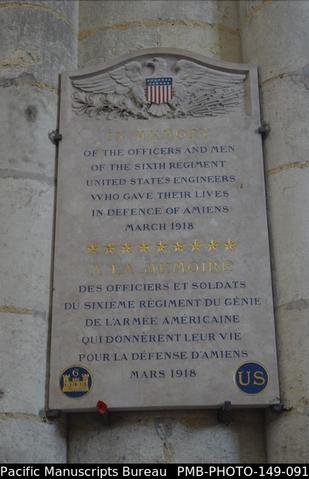 IN MEMORY
OF THE OFFICERS AND MEN
OF THE SIXTH REGIMENT
UNITED STATES ENGINEERS
WHO GAVE THEIR LIVES
IN DEFENCE OF AMIENS
MARCH 1918
A LA MEMOIRE
DES OFFICIERS ET SOLDATS
DU SIXIÈME RÉGIMENT DU GÉNIE
DE L'ARMÉE AMÉRICAINE
QUI DONNÈRENT LEUR VIE
POUR LA DÉFENSE D'AMIENS
MARS 1918
6
US
Pacific Manuscripts Bureau PMB-PHOTO-149-091